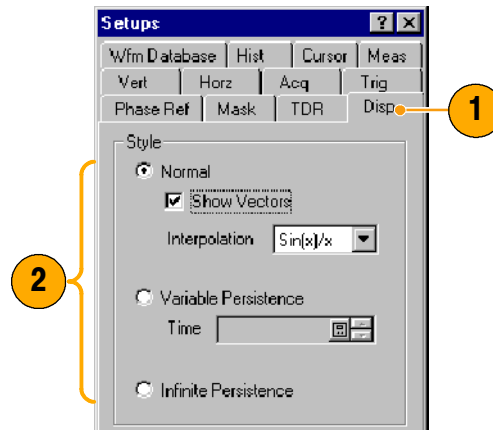 Setups
Wfm Database Hist Cursor Meas
Vert Horz Acq Trig
Phase Ref Mask TDR Disp
1
Style
Normal
Show Vectors
Interpolation Sin(x)/x
2
Variable Persistence
Time
Infinite Persistence